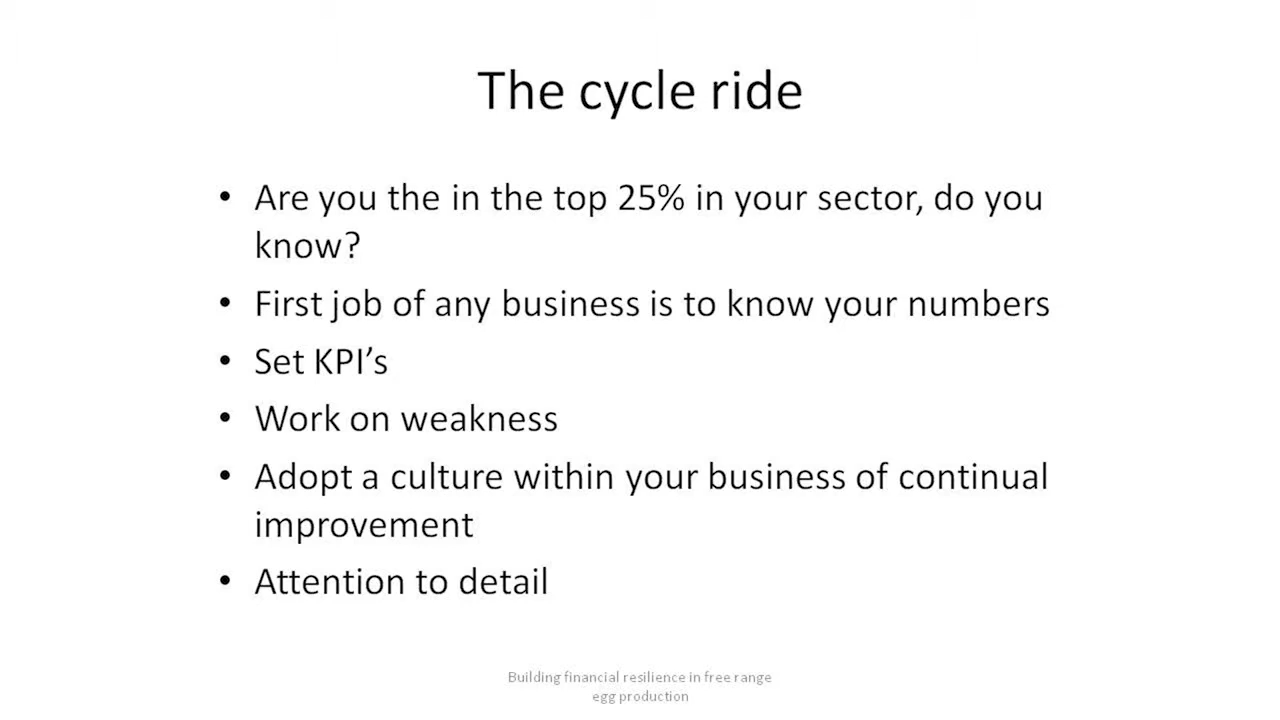 The cycle ride
• Are you the in the top 25% in your sector, do you
know?
• First job of any business is to know your numbers
• Set KPI’s
• Work on weakness
• Adopt a culture within your business of continual
improvement
• Attention to detail
Building financial resilience in free range
egg production